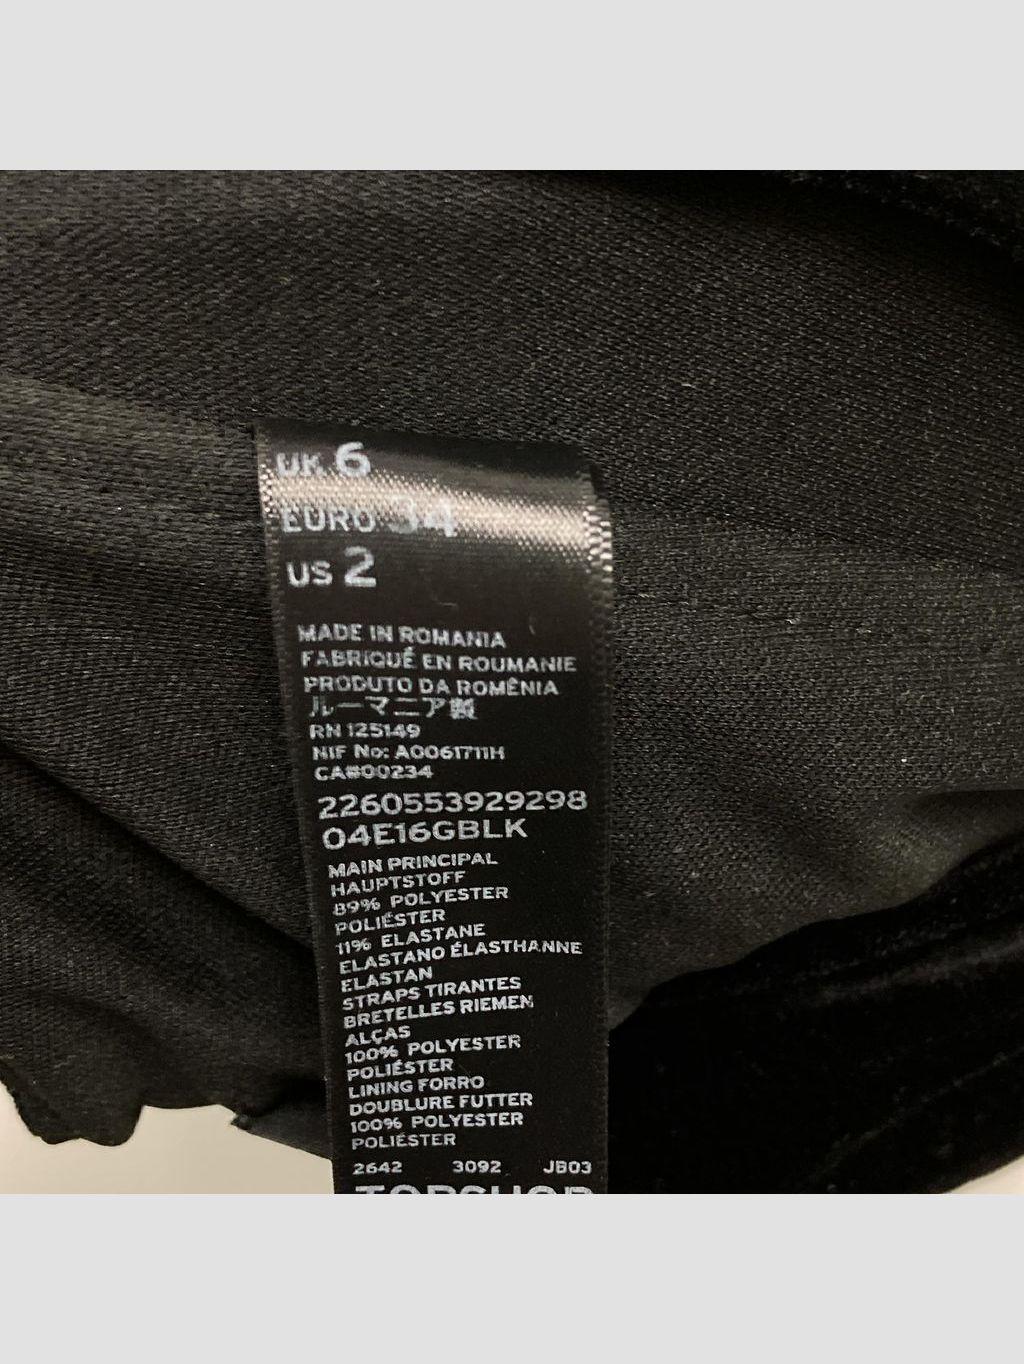 UK 6
EURO 34
US 2
MADE IN ROMANIA
FABRIQUÉ EN ROUMANIE
PRODUTO DA ROMÊNIA
ルーマニア製
RN 125149
NIF No: A0061711H
CA#00234
2260553929298
04E16GBLK
MAIN PRINCIPAL
HAUPTSTOFF
89% POLYESTER
POLIÉSTER
11% ELASTANE
ELASTANO ÉLASTHANNE
ELASTAN
STRAPS TIRANTES
BRETELLES RIEMEN
ALÇAS
100% POLYESTER
POLIÉSTER
LINING FORRO
DOUBLURE FUTTER
100% POLYESTER
POLIÉSTER
2642 3092 JB03
TOPSHOP